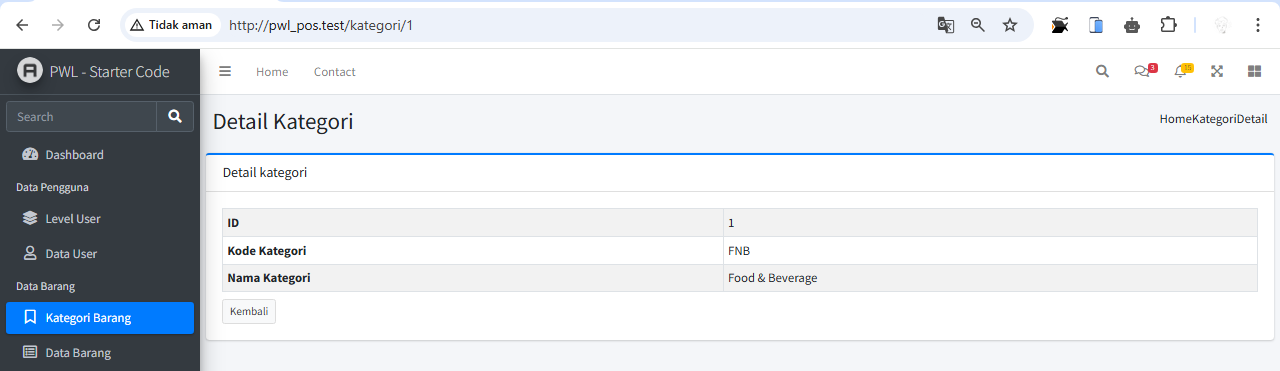 Tidak aman http://pwl_pos.test/kategori/1
PWL - Starter Code
Home Contact
3
15
Search
Dashboard
Data Pengguna
Level User
Data User
Data Barang
Kategori Barang
Data Barang
Detail Kategori
HomeKategoriDetail
Detail kategori
ID 1
Kode Kategori FNB
Nama Kategori Food & Beverage
Kembali